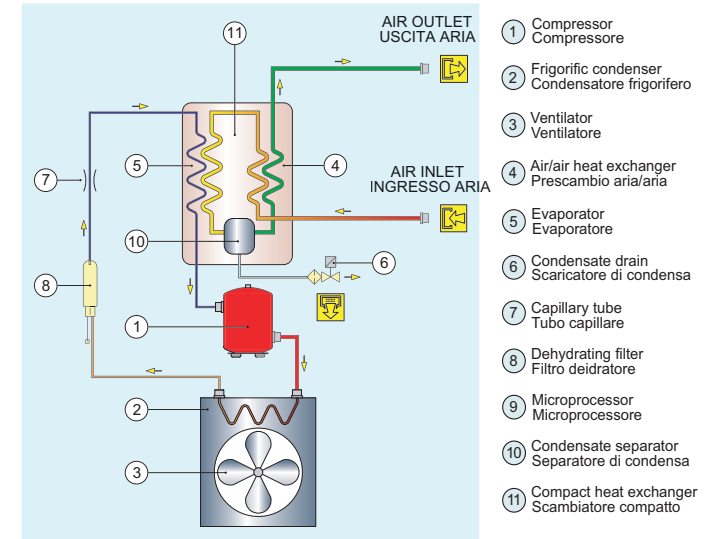 AIR OUTLET
USCITA ARIA
11
5
4
7
AIR INLET
INGRESSO ARIA
10
6
8
1
2
3
1 Compressor
Compressore
2 Frigorific condenser
Condensatore frigorifero
3 Ventilator
Ventilatore
4 Air/air heat exchanger
Prescambio aria/aria
5 Evaporator
Evaporatore
6 Condensate drain
Scaricatore di condensa
7 Capillary tube
Tubo capillare
8 Dehydrating filter
Filtro deidratore
9 Microprocessor
Microprocessore
10 Condensate separator
Separatore di condensa
11 Compact heat exchanger
Scambiatore compatto